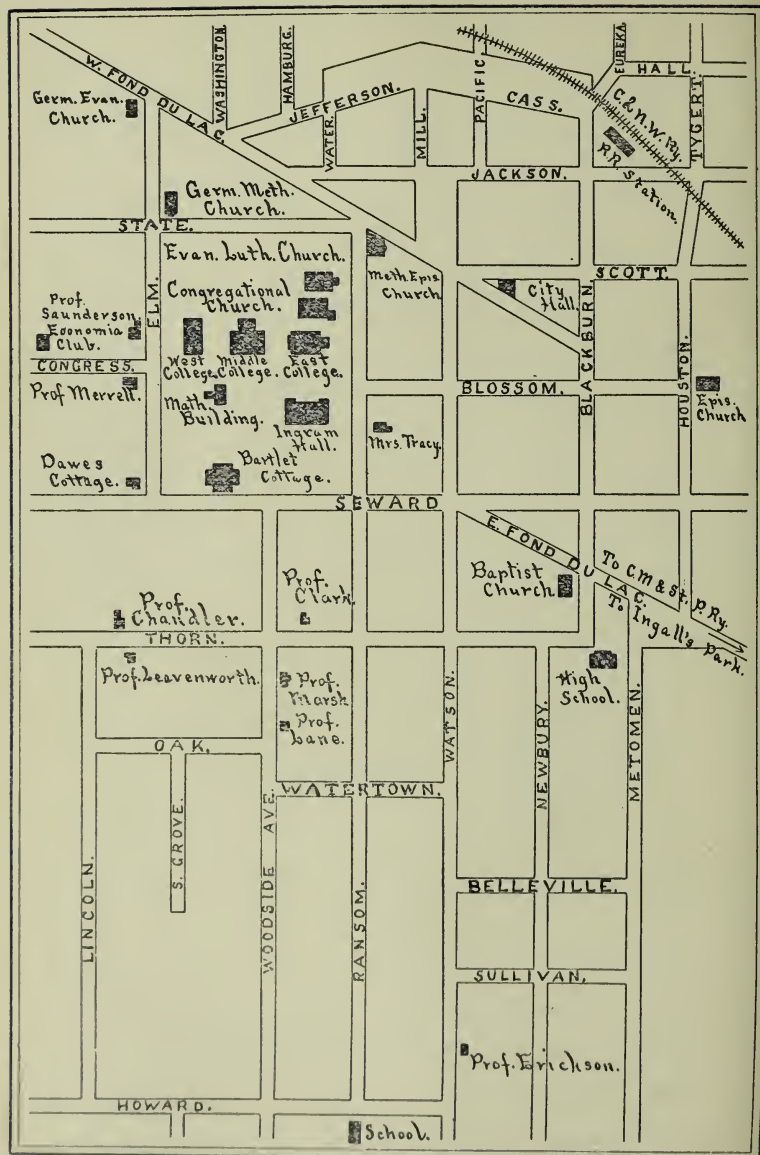 WASHINGTON.
HAMBURG.
PACIFIC.
EUREKA.
HALL.
TYGERT.
W. FOND DU LAC.
Germ. Evan.
Church.
JEFFERSON.
WATER.
MILL.
CASS.
C. & N. W. Ry.
R.R. Station.
JACKSON.
Germ. Meth.
Church.
STATE.
ELM.
Evan. Luth. Church.
Congregational
Church.
Meth Epis
Church
SCOTT.
City
Hall.
BLACKBURN.
HOUSTON.
Prof.
Saunderson.
Economia
Club.
West
College.
Middle
College.
East
College.
CONGRESS.
Prof Merrell.
Math.
Building.
Ingram
Hall.
BLOSSOM.
Epis.
Church
Mrs. Tracy.
Dawes
Cottage.
Bartlet
Cottage.
SEWARD
E. FOND DU LAC.
To C. M & St. P. Ry.
To Ingall's Park.
Baptist
Church
Prof.
Chandler.
Prof.
Clark.
THORN.
Prof. Leavenworth.
Prof.
Marsh
Prof.
Lane.
High
School.
WATSON.
NEWBURY.
METOMEN.
OAK.
S. GROVE.
WATERTOWN.
LINCOLN.
WOODSIDE AVE.
RANSOM.
BELLEVILLE.
SULLIVAN.
Prof. Erickson.
HOWARD.
School.